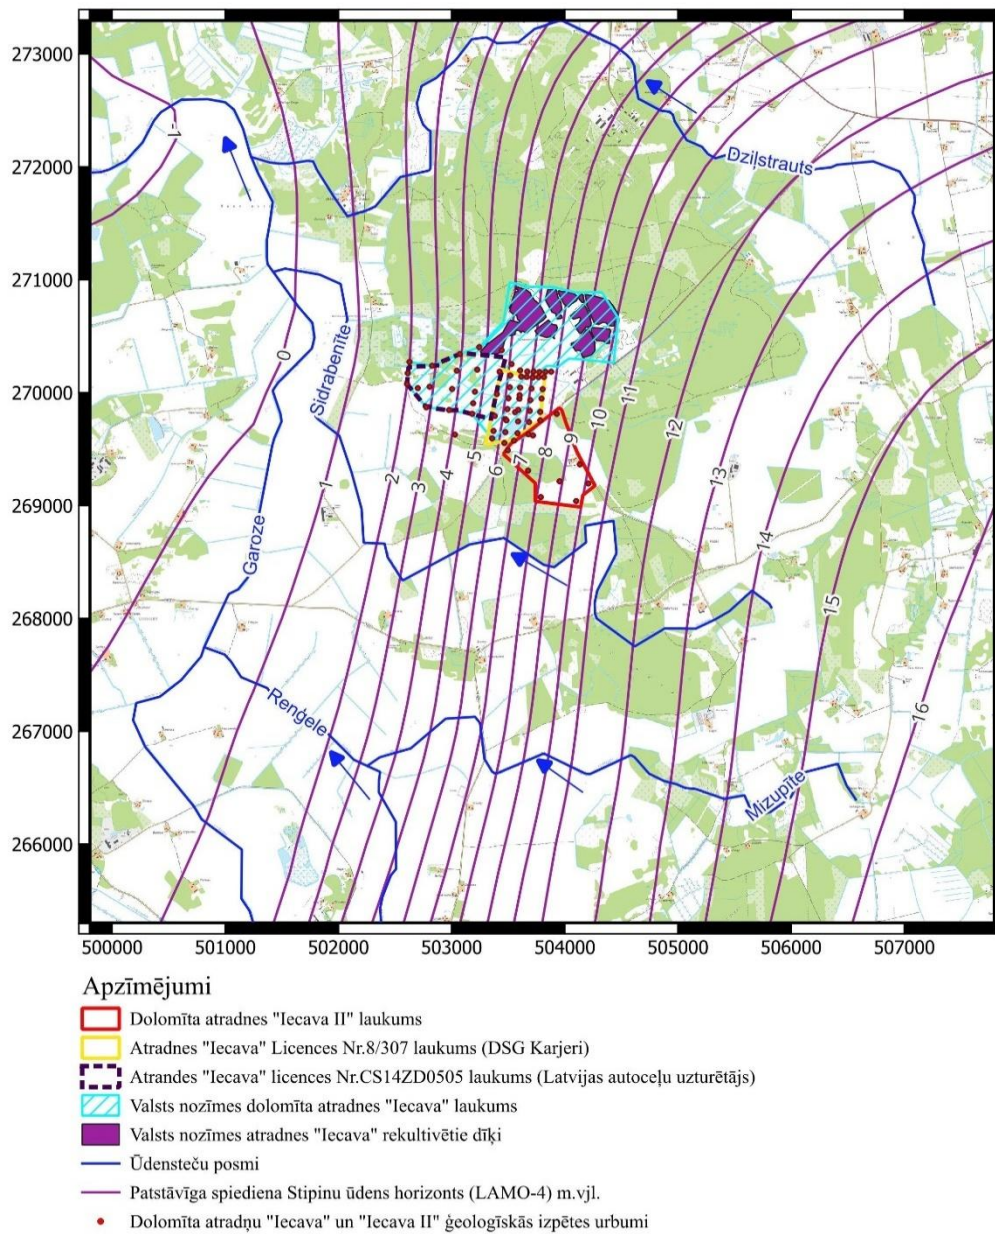 273000
272000
271000
270000
269000
268000
267000
266000
500000 501000 502000 503000 504000 505000 506000 507000
-1
0
1
2
3
4
5
6
7
8
9
10
11
12
13
14
15
16
Dziļstrauts
Sidrabenīte
Garoze
Renģele
Mizupīte
Apzīmējumi
Dolomīta atradnes "Iecava II" laukums
Atradnes "Iecava" Licences Nr.8/307 laukums (DSG Karjeri)
Atrandes "Iecava" licences Nr.CS14ZD0505 laukums (Latvijas autoceļu uzturētājs)
Valsts nozīmes dolomīta atradnes "Iecava" laukums
Valsts nozīmes atradnes "Iecava" rekultivētie dīķi
Ūdensteču posmi
Patstāvīga spiediena Stipinu ūdens horizonts (LAMO-4) m.vjl.
Dolomīta atradņu "Iecava" un "Iecava II" ģeoloģīskās izpētes urbumi